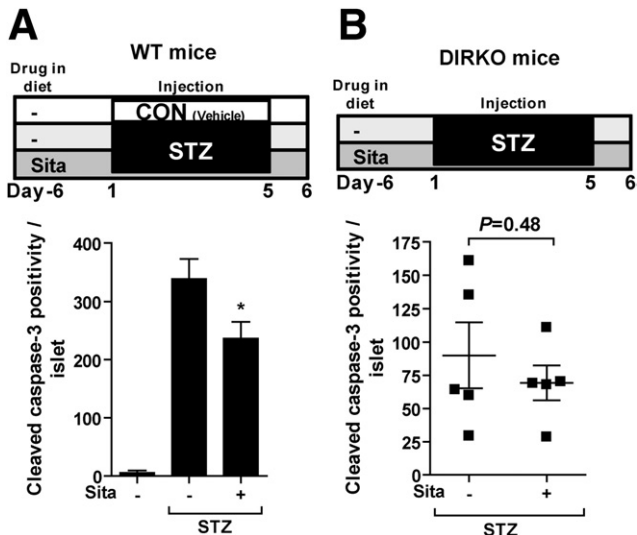 A
WT mice
Drug in
diet
Injection
-
CON (Vehicle)
-
STZ
Sita
Day-6 1 5 6
Cleaved caspase-3 positivity /
islet
400
300
200
100
0
*
Sita - - +
STZ
B
DIRKO mice
Drug in
diet
Injection
-
STZ
Sita
Day-6 1 5 6
Cleaved caspase-3 positivity /
islet
P=0.48
175
150
125
100
75
50
25
0
Sita - +
STZ